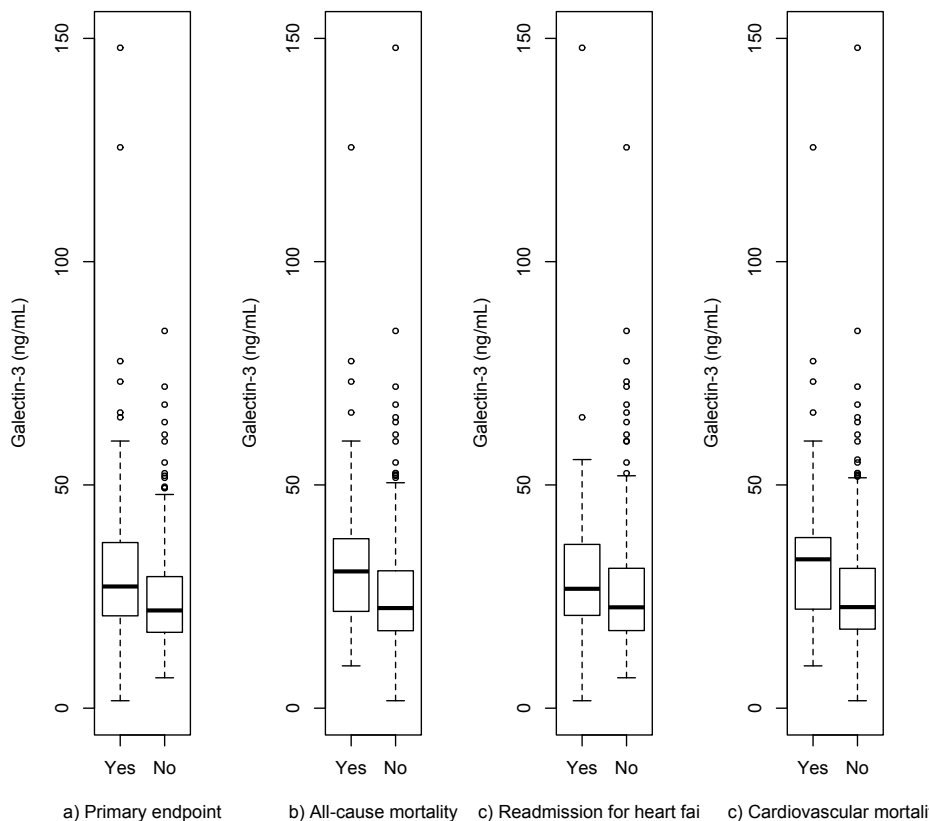 150
150
150
150
100
100
100
100
50
50
50
50
0
0
0
0
Galectin-3 (ng/mL)
Galectin-3 (ng/mL)
Galectin-3 (ng/mL)
Galectin-3 (ng/mL)
Yes No
Yes No
Yes No
Yes No
a) Primary endpoint
b) All-cause mortality
c) Readmission for heart fai
c) Cardiovascular mortali